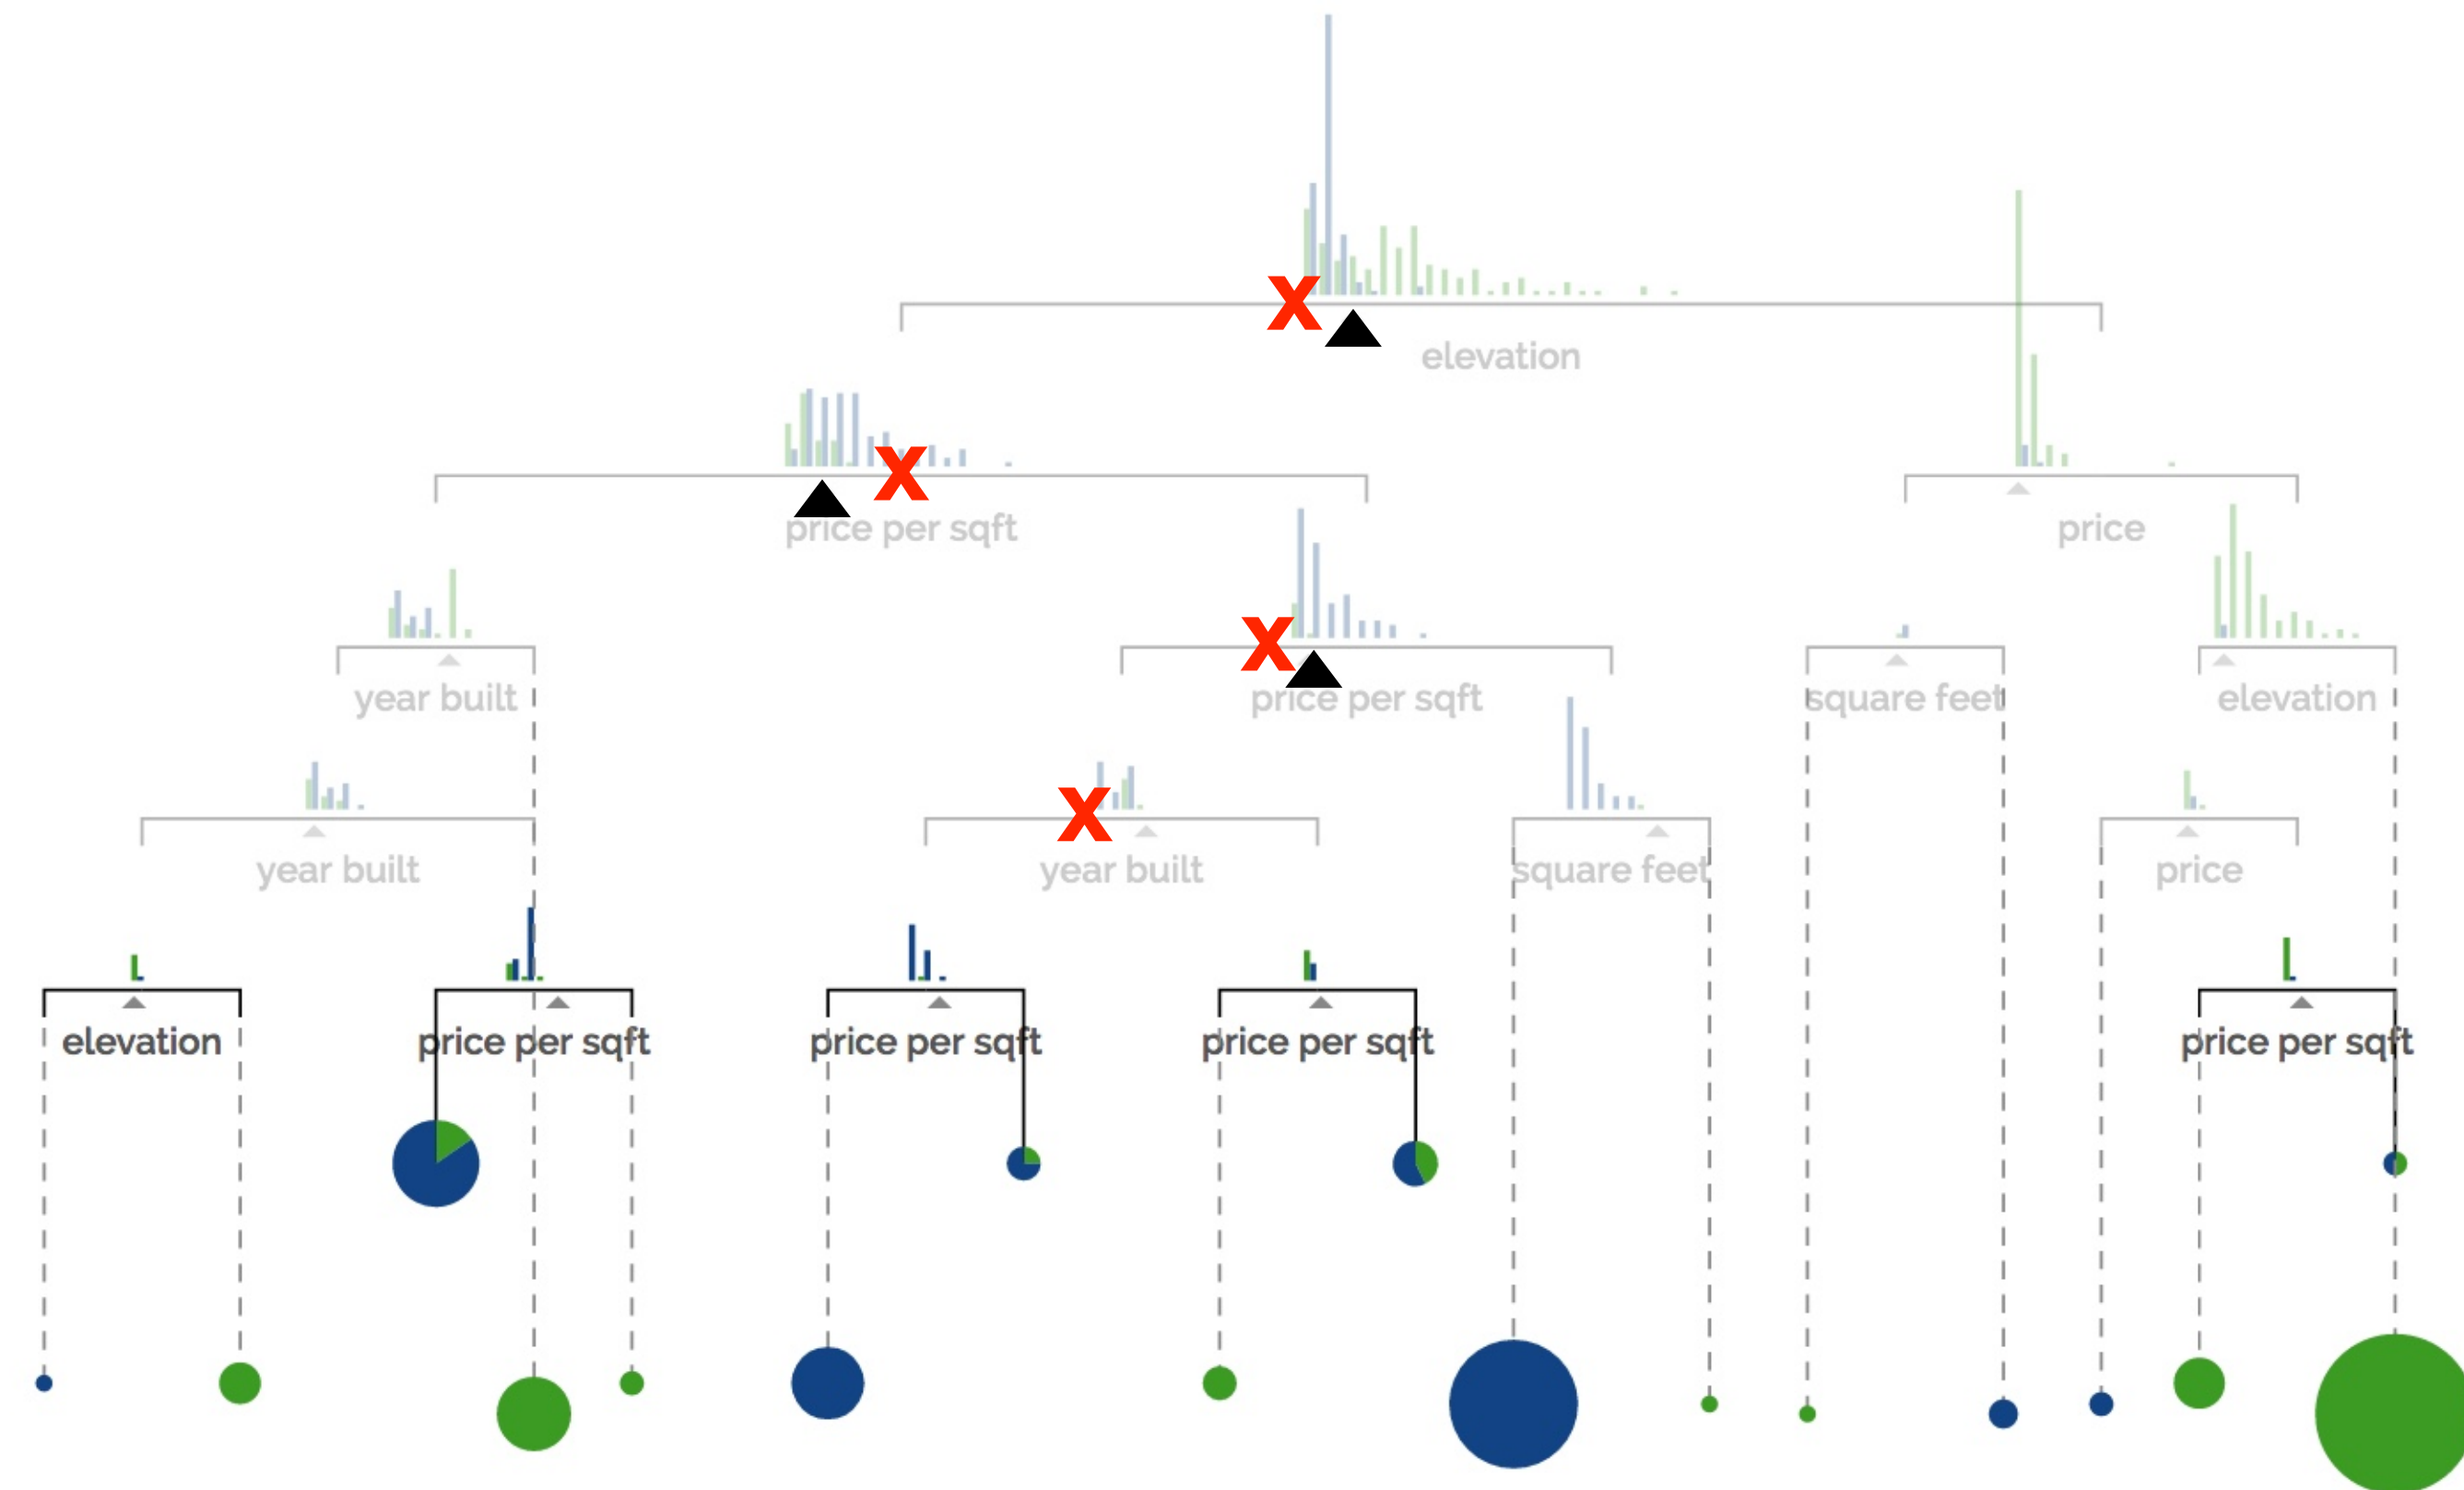 X
elevation
X
price per sqft
price
X
year built
price per sqft
square feet
elevation
X
year built
year built
square feet
price
elevation
price per sqft
price per sqft
price per sqft
price per sqft